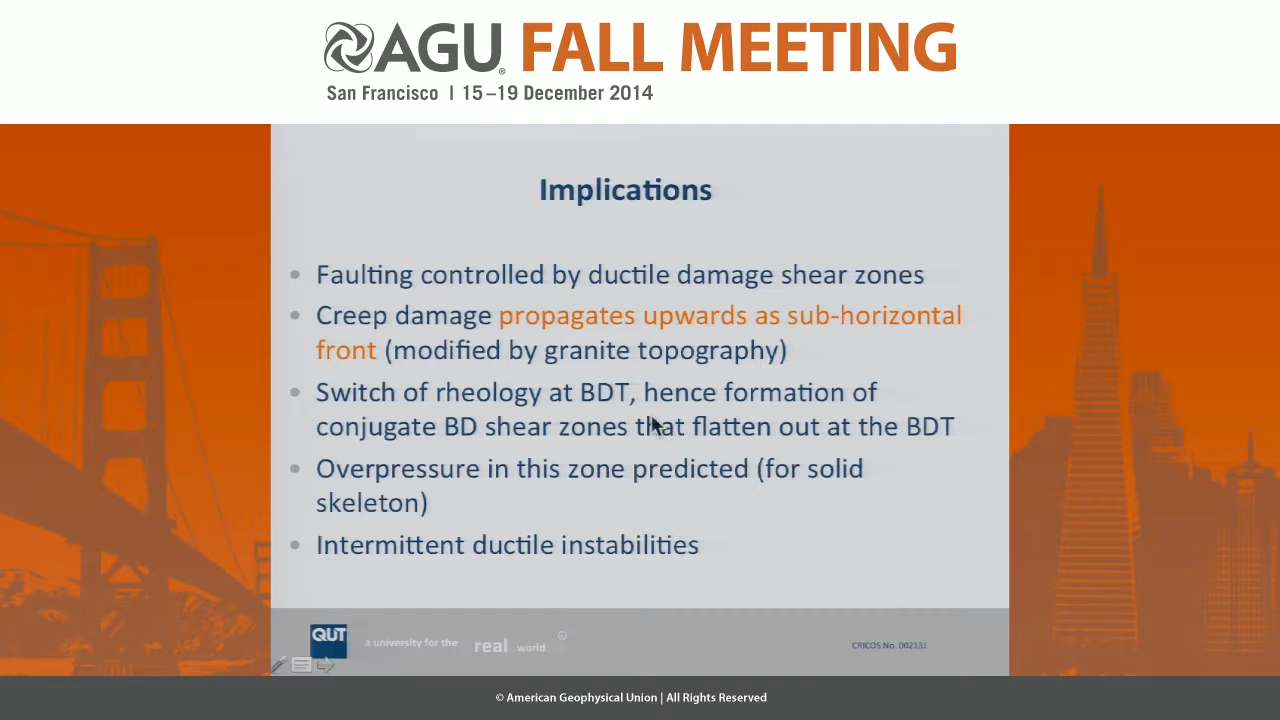 AGU FALL MEETING
San Francisco | 15–19 December 2014
Implications
• Faulting controlled by ductile damage shear zones
• Creep damage propagates upwards as sub-horizontal
front (modified by granite topography)
• Switch of rheology at BDT, hence formation of
conjugate BD shear zones that flatten out at the BDT
• Overpressure in this zone predicted (for solid
skeleton)
• Intermittent ductile instabilities
QUT
a university for the real world
CRICOS No. 00213J
© American Geophysical Union | All Rights Reserved